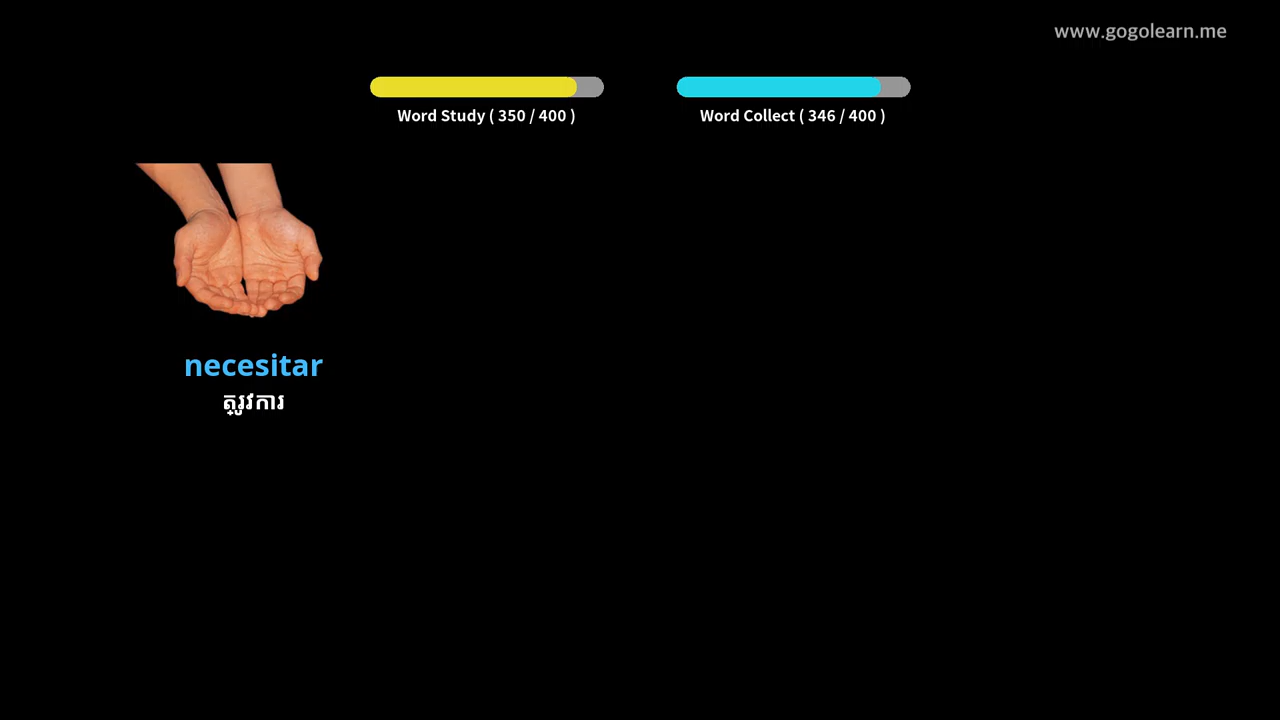 www.gogolearn.me
Word Study ( 350 / 400 )
Word Collect ( 346 / 400 )
necesitar
ត្រូវការ